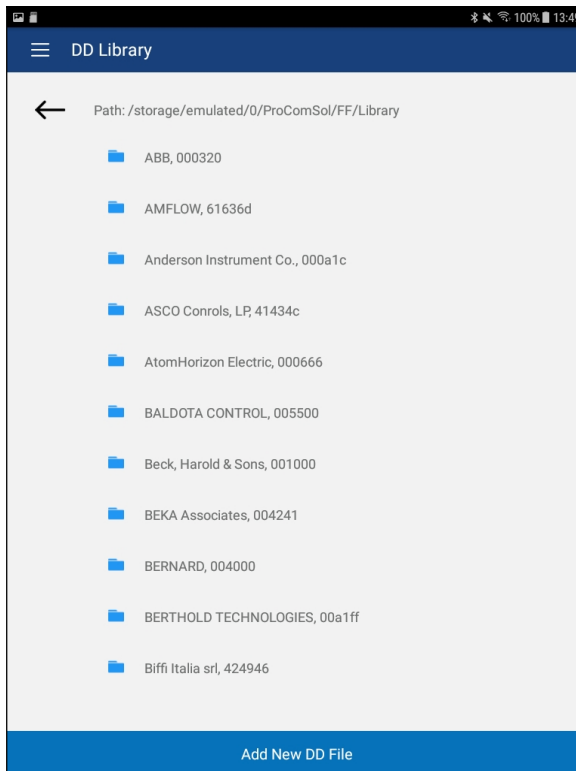 100% 13:49
DD Library
Path: /storage/emulated/0/ProComSol/FF/Library
ABB, 000320
AMFLOW, 61636d
Anderson Instrument Co., 000a1c
ASCO Conrols, LP, 41434c
AtomHorizon Electric, 000666
BALDOTA CONTROL, 005500
Beck, Harold & Sons, 001000
BEKA Associates, 004241
BERNARD, 004000
BERTHOLD TECHNOLOGIES, 00a1ff
Biffi Italia srl, 424946
Add New DD File